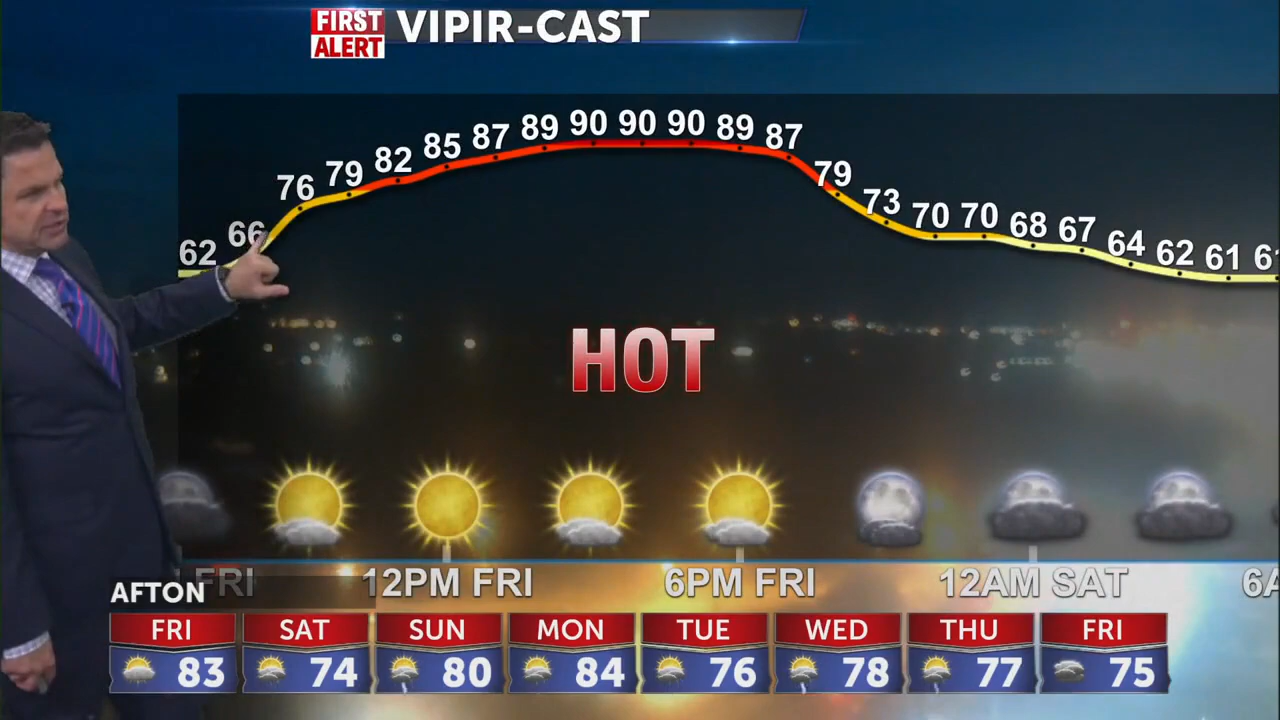 FIRST ALERT VIPIR-CAST
62 66 76 79 82 85 87 89 90 90 90 89 87 79 73 70 70 68 67 64 62 61
HOT
FRI 12PM FRI 6PM FRI 12AM SAT
AFTON
FRI SAT SUN MON TUE WED THU FRI
83 74 80 84 76 78 77 75